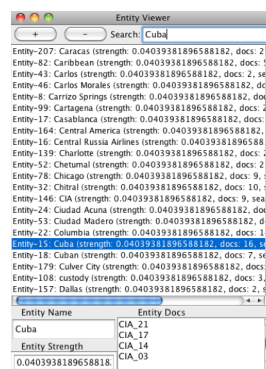 Entity Viewer
+ - Search: Cuba
Entity-207: Caracas (strength: 0.04039381896588182, docs: 2
Entity-82: Caribbean (strength: 0.04039381896588182, docs:
Entity-43: Carlos (strength: 0.04039381896588182, docs: 2, se
Entity-46: Carlos Morales (strength: 0.04039381896588182, do
Entity-8: Carrizo Springs (strength: 0.04039381896588182, doc
Entity-99: Cartagena (strength: 0.04039381896588182, docs:
Entity-17: Casablanca (strength: 0.04039381896588182, docs:
Entity-164: Central America (strength: 0.04039381896588182,
Entity-16: Central Russia Airlines (strength: 0.0403938189658
Entity-139: Charlotte (strength: 0.04039381896588182, docs:
Entity-52: Chetumal (strength: 0.04039381896588182, docs: 2
Entity-78: Chicago (strength: 0.04039381896588182, docs: 9, s
Entity-32: Chitral (strength: 0.04039381896588182, docs: 10,
Entity-146: CIA (strength: 0.04039381896588182, docs: 9, sea
Entity-24: Ciudad Acuna (strength: 0.04039381896588182, do
Entity-53: Ciudad Madero (strength: 0.04039381896588182, d
Entity-22: Columbia (strength: 0.04039381896588182, docs: 1
Entity-15: Cuba (strength: 0.04039381896588182, docs: 16, s
Entity-18: Cuban (strength: 0.04039381896588182, docs: 7, se
Entity-179: Culver City (strength: 0.04039381896588182, docs:
Entity-108: custody (strength: 0.04039381896588182, docs: 3,
Entity-157: Dallas (strength: 0.04039381896588182, docs: 2, s
Entity Name Entity Docs
Cuba
CIA_21
CIA_17
CIA_14
CIA_03
Entity Strength
0.040393819658818